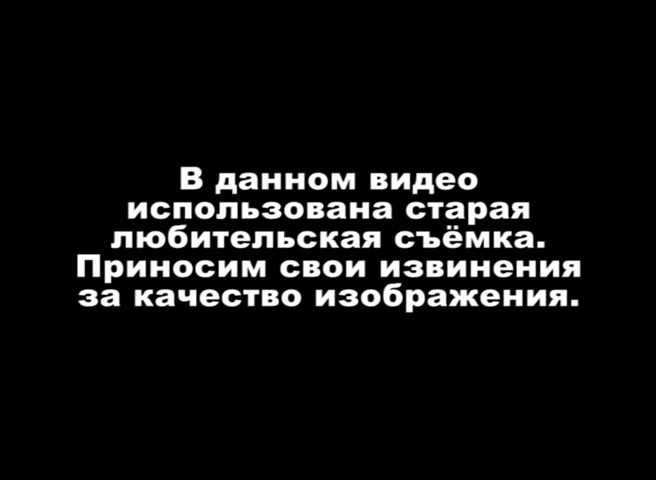 В данном видео
использована старая
любительская съёмка.
Приносим свои извинения
за качество изображения.